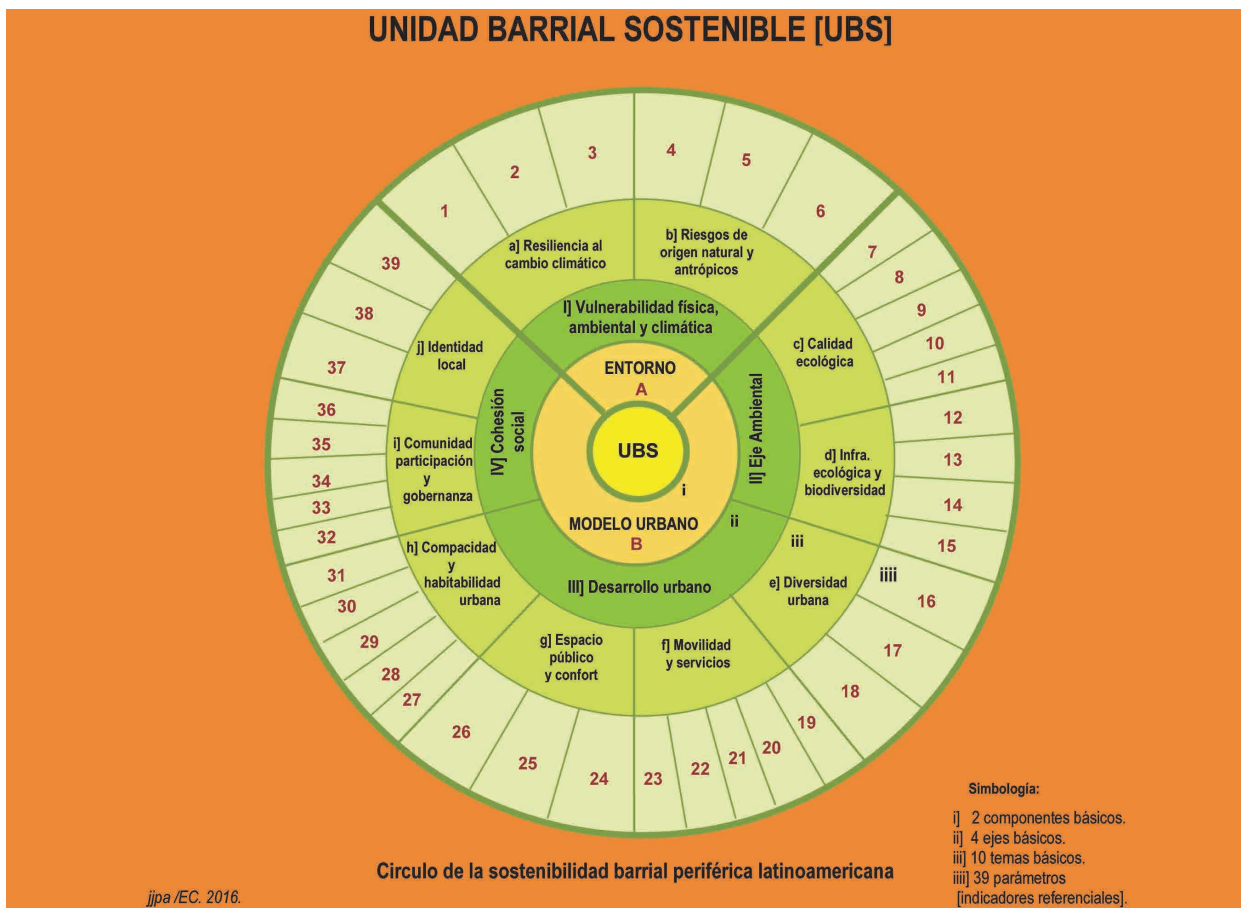 UNIDAD BARRIAL SOSTENIBLE [UBS]
1
2
3
4
5
6
7
8
9
10
11
12
13
14
15
16
17
18
19
20
21
22
23
24
25
26
27
28
29
30
31
32
33
34
35
36
37
38
39
a] Resiliencia al
cambio climático
b] Riesgos de
origen natural y
antrópicos
c] Calidad
ecológica
d] Infra.
ecológica y
biodiversidad
e] Diversidad
urbana
f] Movilidad
y servicios
g] Espacio
público
y confort
h] Compacidad
y
habitabilidad
urbana
i] Comunidad
participación
y
gobernanza
j] Identidad
local
I] Vulnerabilidad física,
ambiental y climática
II] Eje Ambiental
III] Desarrollo urbano
IV] Cohesión
social
ENTORNO
A
UBS
MODELO URBANO
B
i
ii
iii
iiii
Simbología:
i] 2 componentes básicos.
ii] 4 ejes básicos.
iii] 10 temas básicos.
iiii] 39 parámetros
[indicadores referenciales].
Circulo de la sostenibilidad barrial periférica latinoamericana
jjpa /EC. 2016.